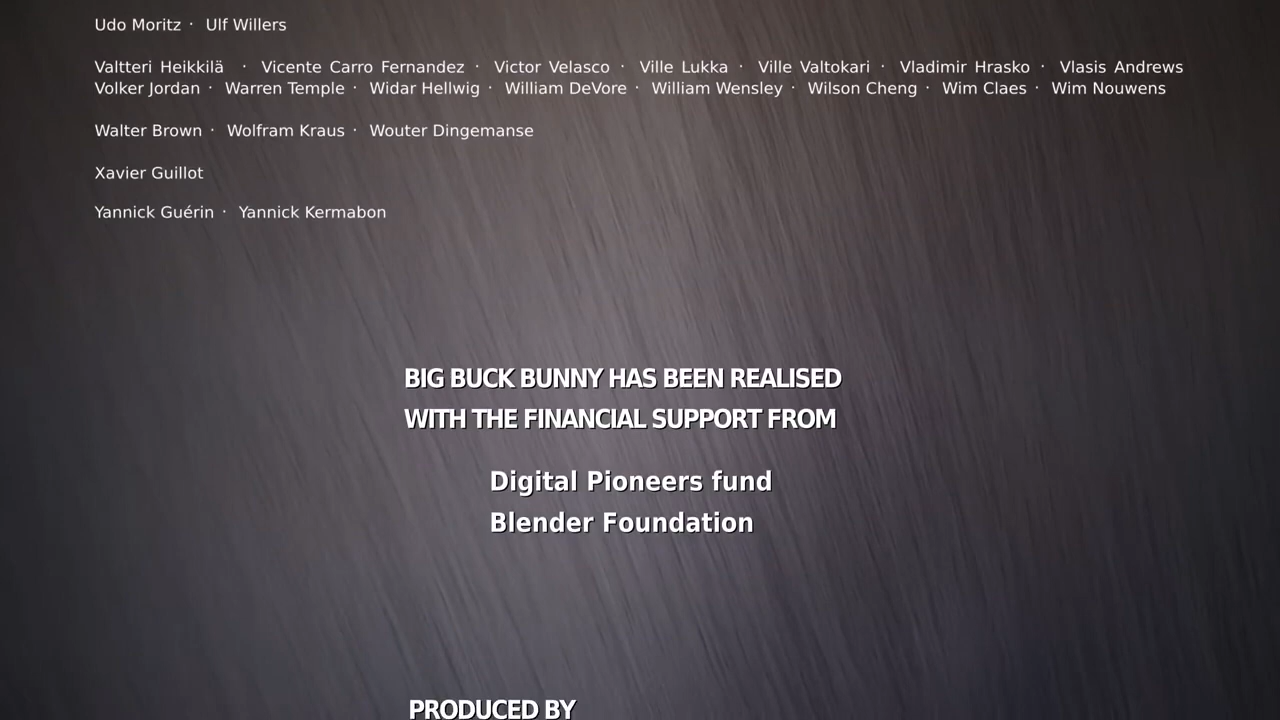 Udo Moritz · Ulf Willers
Valtteri Heikkilä · Vicente Carro Fernandez · Victor Velasco · Ville Lukka · Ville Valtokari · Vladimir Hrasko · Vlasis Andrews
Volker Jordan · Warren Temple · Widar Hellwig · William DeVore · William Wensley · Wilson Cheng · Wim Claes · Wim Nouwens
Walter Brown · Wolfram Kraus · Wouter Dingemanse
Xavier Guillot
Yannick Guérin · Yannick Kermabon
BIG BUCK BUNNY HAS BEEN REALISED
WITH THE FINANCIAL SUPPORT FROM
Digital Pioneers fund
Blender Foundation
PRODUCED BY